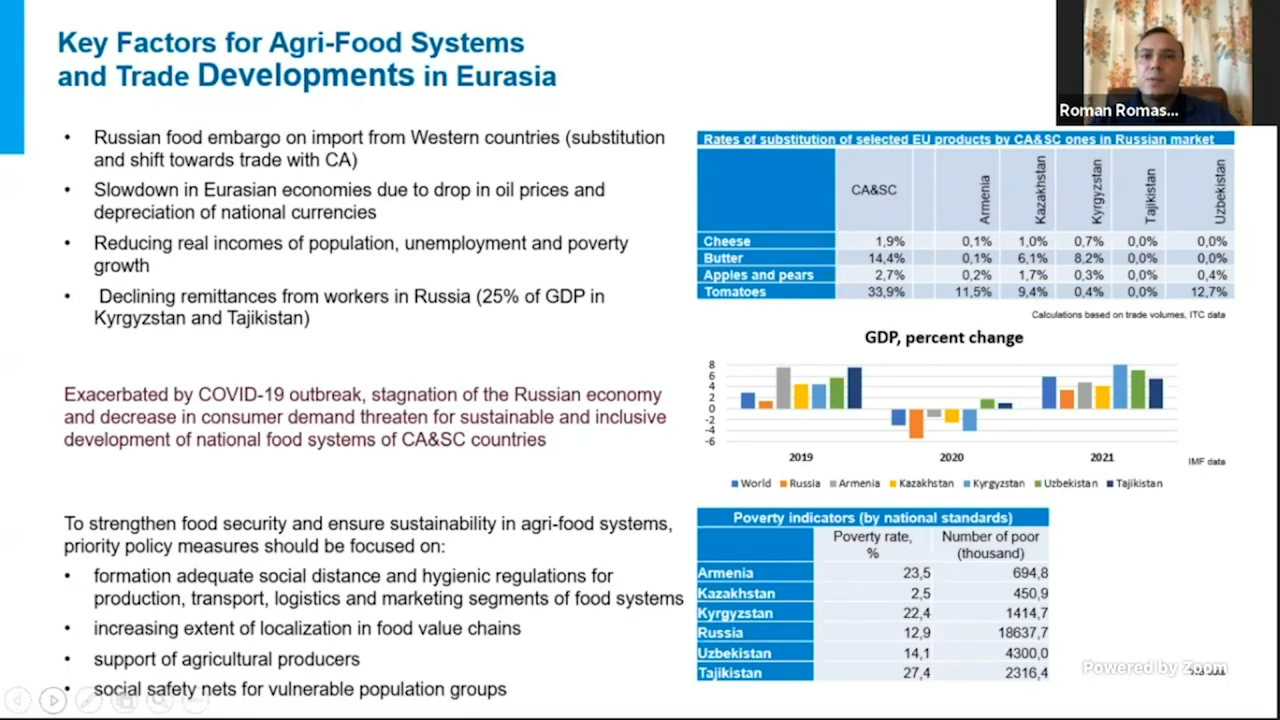 Key Factors for Agri-Food Systems
and Trade Developments in Eurasia
• Russian food embargo on import from Western countries (substitution
and shift towards trade with CA)
• Slowdown in Eurasian economies due to drop in oil prices and
depreciation of national currencies
• Reducing real incomes of population, unemployment and poverty
growth
• Declining remittances from workers in Russia (25% of GDP in
Kyrgyzstan and Tajikistan)
Exacerbated by COVID-19 outbreak, stagnation of the Russian economy
and decrease in consumer demand threaten for sustainable and inclusive
development of national food systems of CA&SC countries
To strengthen food security and ensure sustainability in agri-food systems,
priority policy measures should be focused on:
• formation adequate social distance and hygienic regulations for
production, transport, logistics and marketing segments of food systems
• increasing extent of localization in food value chains
• support of agricultural producers
• social safety nets for vulnerable population groups
Roman Romas...
Rates of substitution of selected EU products by CA&SC ones in Russian market
CA&SC Armenia Kazakhstan Kyrgyzstan Tajikistan Uzbekistan
Cheese 1,9% 0,1% 1,0% 0,7% 0,0% 0,0%
Butter 14,4% 0,1% 6,1% 8,2% 0,0% 0,0%
Apples and pears 2,7% 0,2% 1,7% 0,3% 0,0% 0,4%
Tomatoes 33,9% 11,5% 9,4% 0,4% 0,0% 12,7%
Calculations based on trade volumes, ITC data
GDP, percent change
8
6
4
2
0
-2
-4
-6
2019 2020 2021
IMF data
World Russia Armenia Kazakhstan Kyrgyzstan Uzbekistan Tajikistan
Poverty indicators (by national standards)
Poverty rate, Number of poor
% (thousand)
Armenia 23,5 694,8
Kazakhstan 2,5 450,9
Kyrgyzstan 22,4 1414,7
Russia 12,9 18637,7
Uzbekistan 14,1 4300,0
Tajikistan 27,4 2316,4
Powered by Zoom